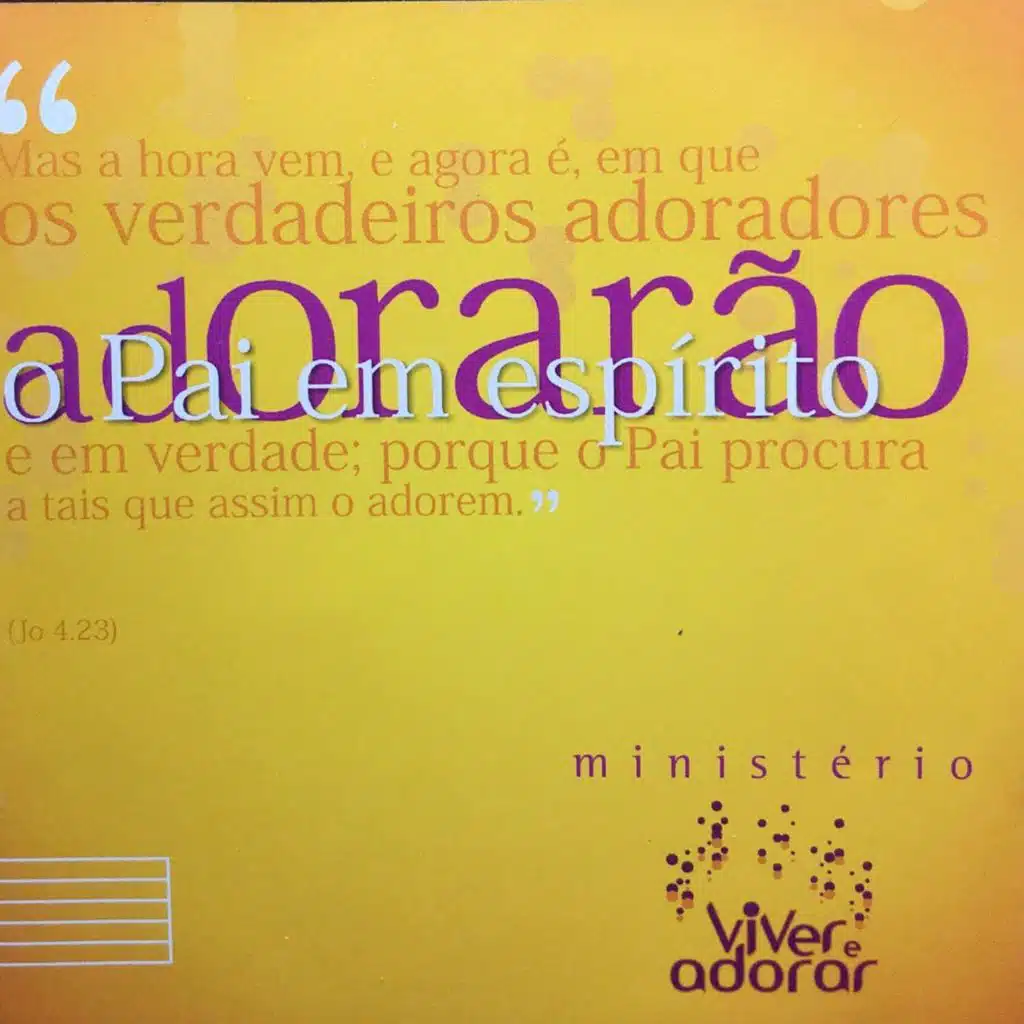 “
Mas a hora vem, e agora é, em que
os verdadeiros adoradores
adorarão
o Pai em espírito
e em verdade; porque o Pai procura
a tais que assim o adorem.”
(Jo 4.23)
ministério
viver e
adorar